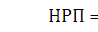 НРП =